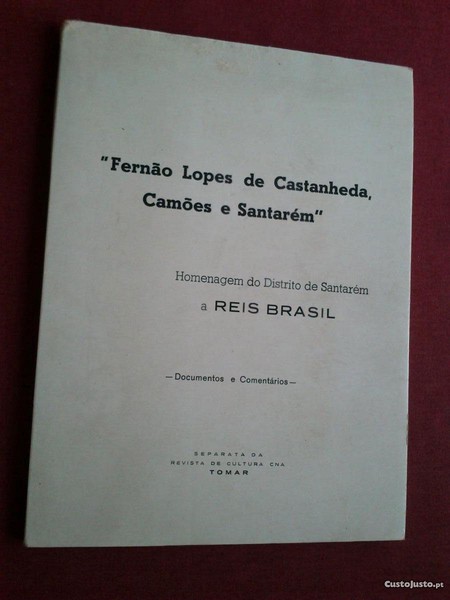 "Fernão Lopes de Castanheda,
Camões e Santarém"
Homenagem do Distrito de Santarém
a REIS BRASIL
—Documentos e Comentários—
SEPARATA DA
REVISTA DE CULTURA CNA
TOMAR
CustoJusto.pt